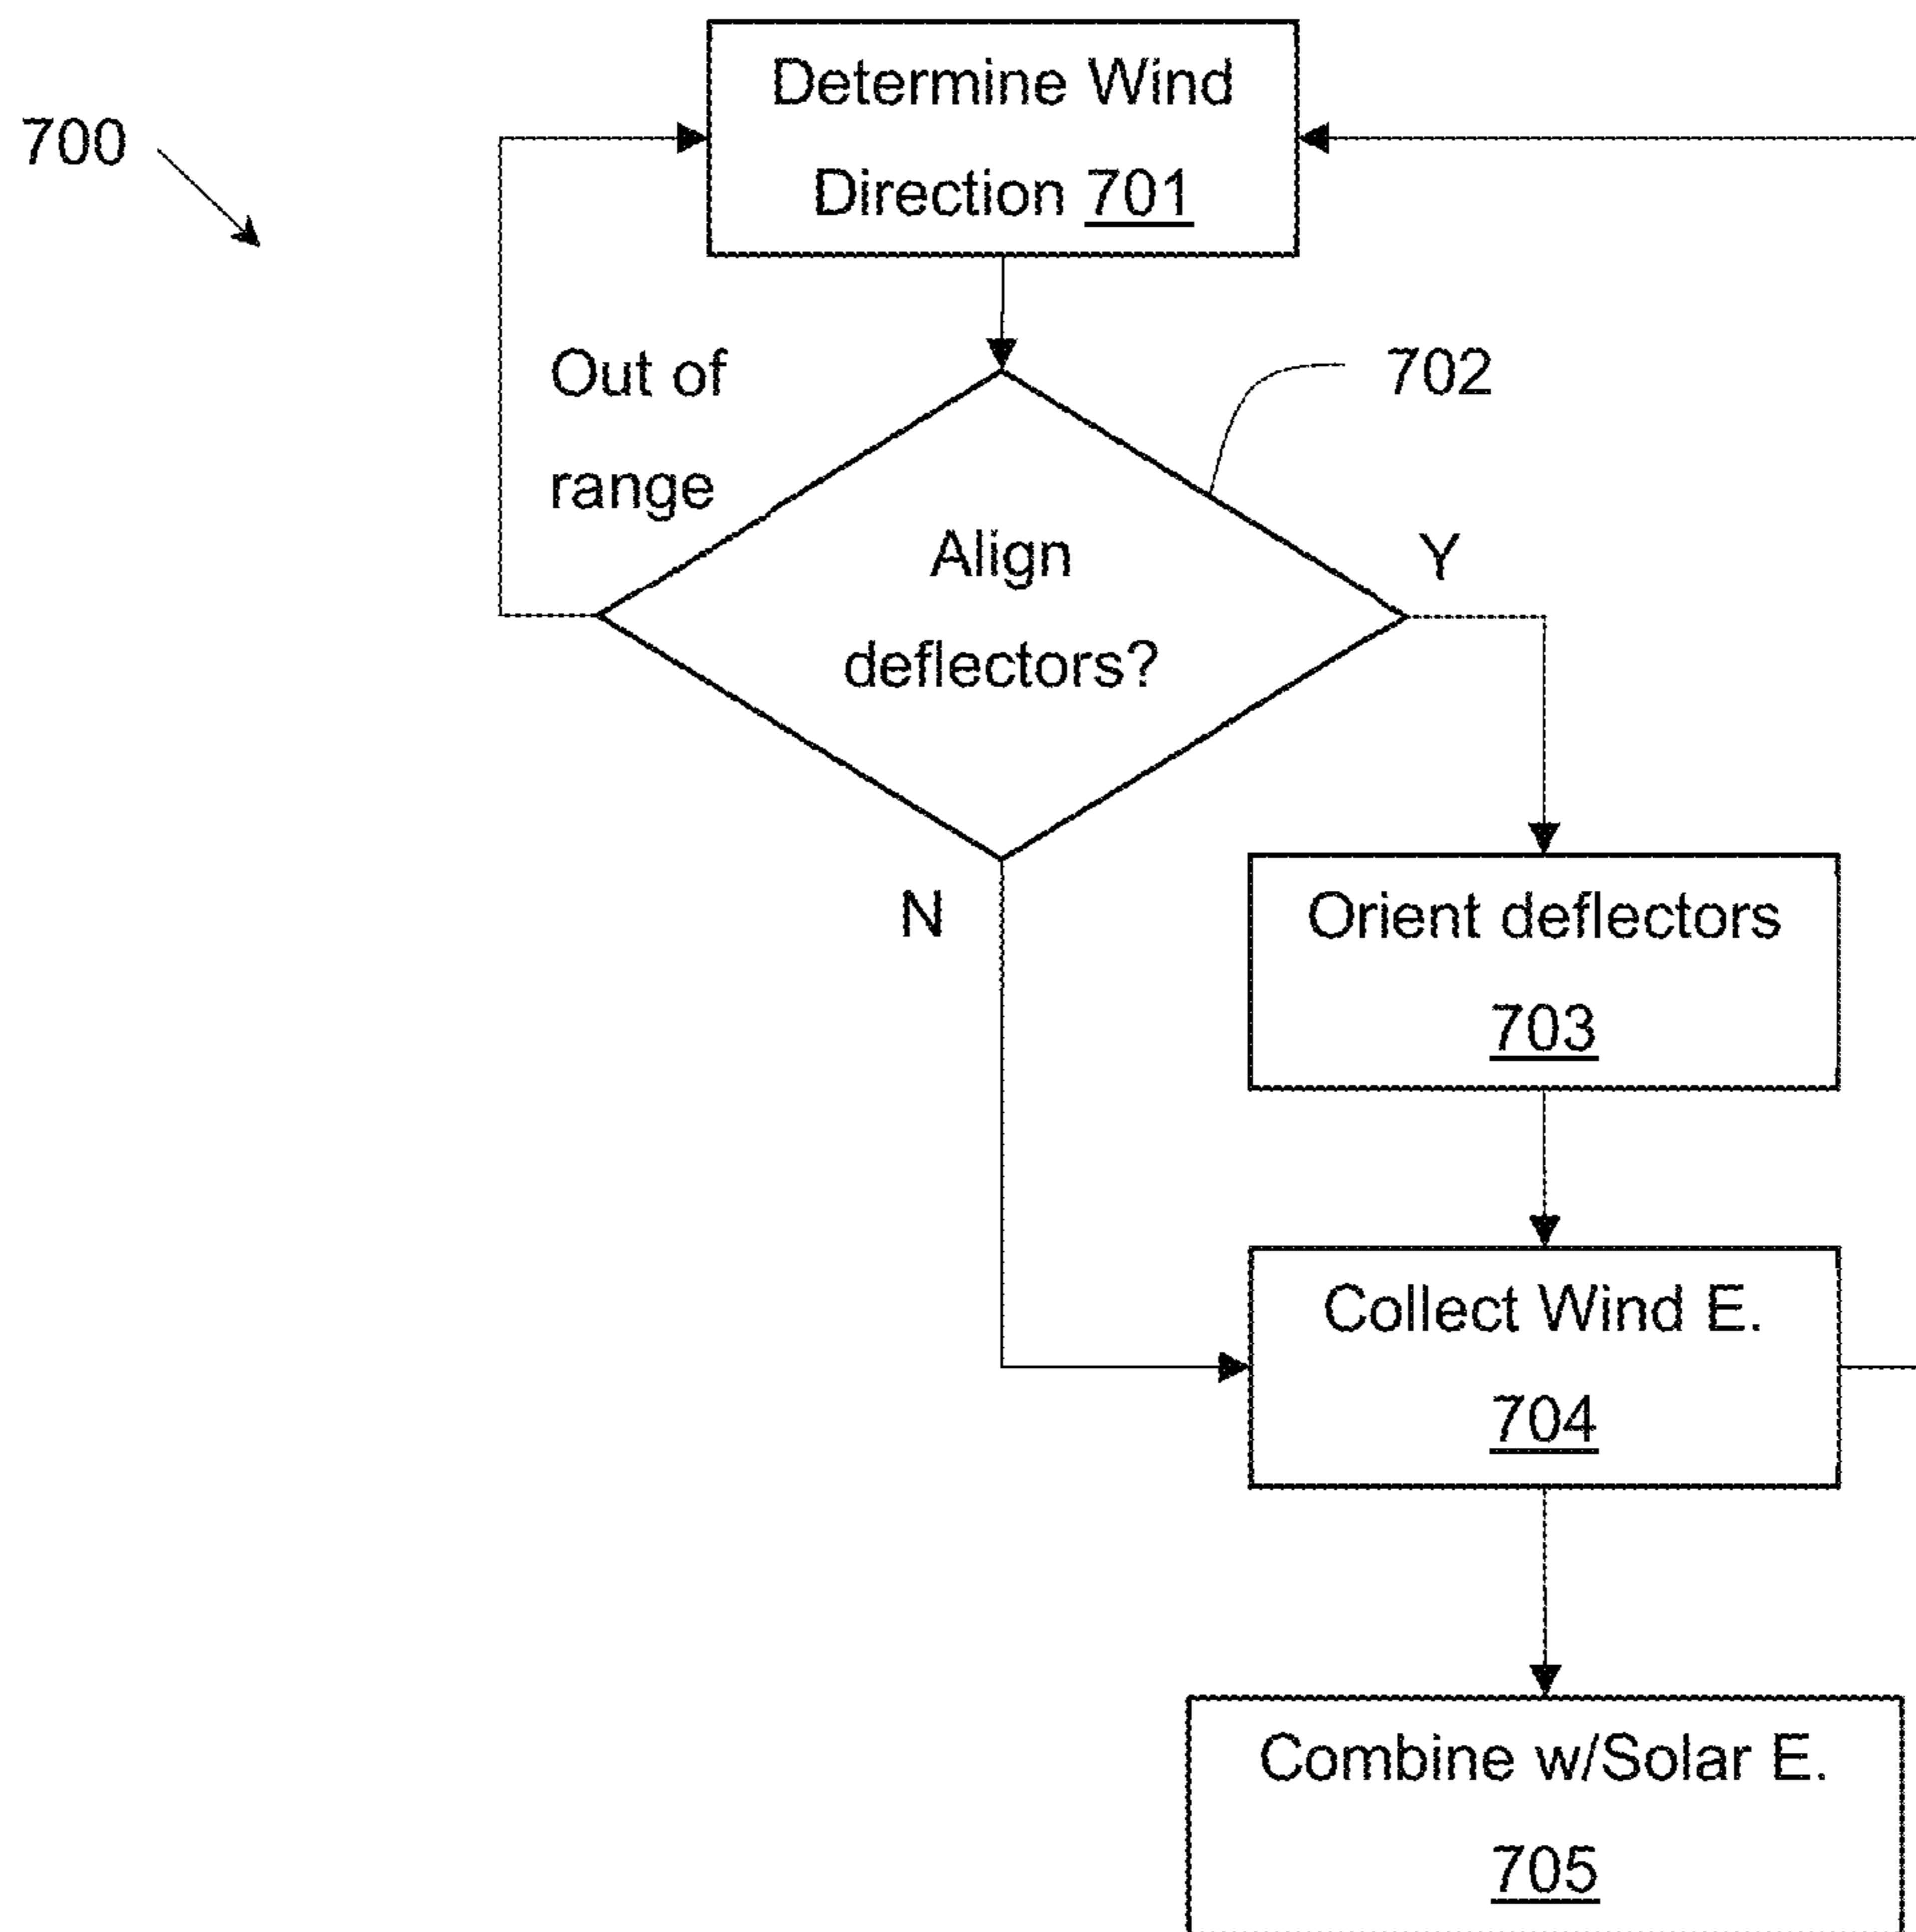 700
Determine Wind
Direction 701
Out of
range
702
Align
deflectors?
Y
N
Orient deflectors
703
Collect Wind E.
704
Combine w/Solar E.
705